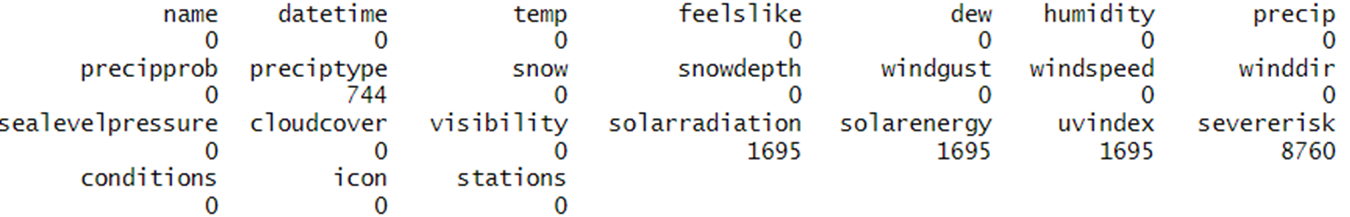 name datetime temp feelslike dew humidity precip
0 0 0 0 0 0 0
precipprob preciptype snow snowdepth windgust windspeed winddir
0 744 0 0 0 0 0
sealevelpressure cloudcover visibility solarradiation solarenergy uvindex severerisk
0 0 0 1695 1695 1695 8760
conditions icon stations
0 0 0